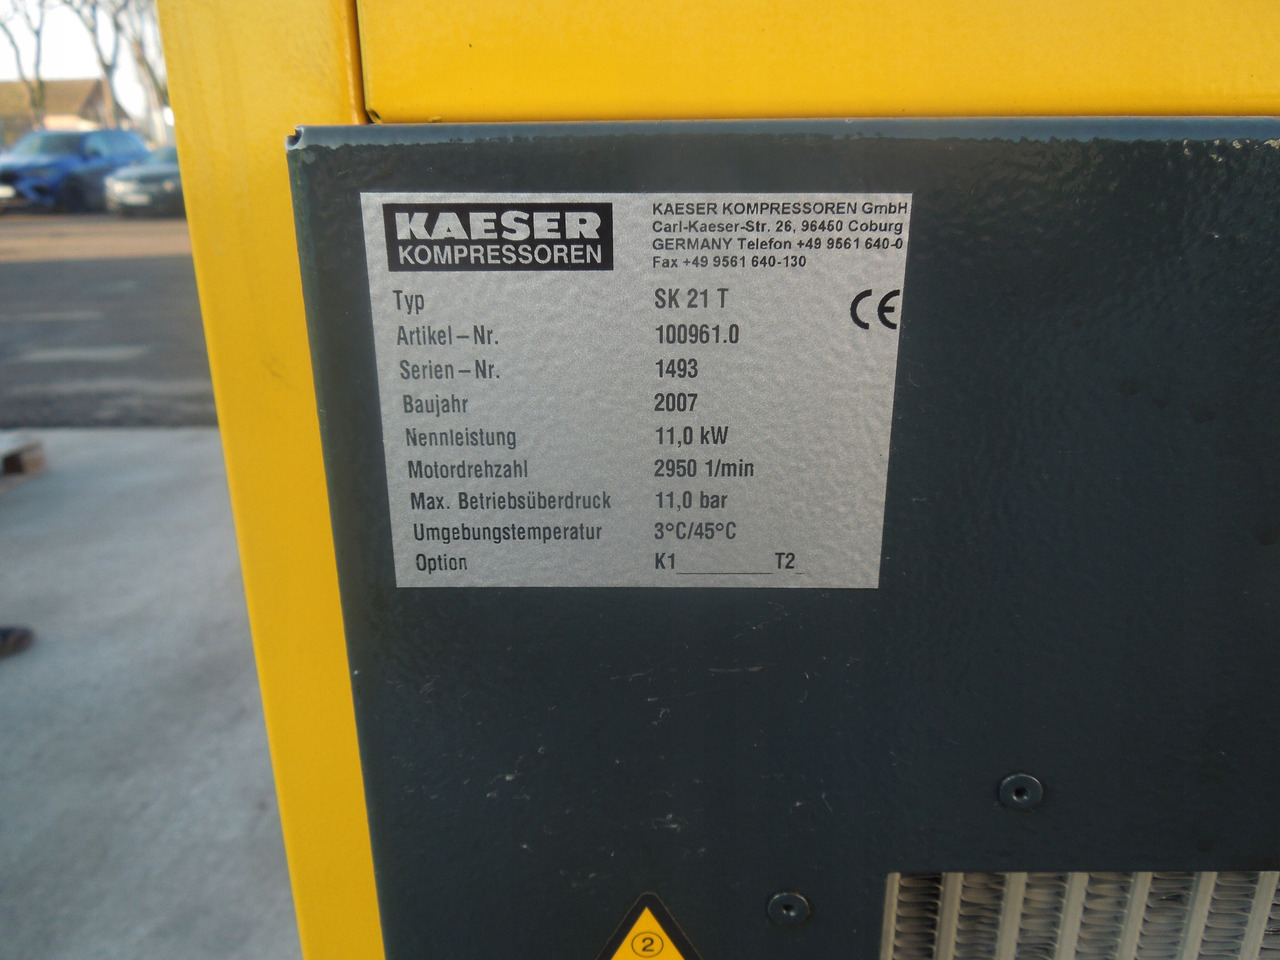 KAESER
KOMPRESSOREN
KAESER KOMPRESSOREN GmbH
Carl-Kaeser-Str. 26, 96450 Coburg
GERMANY Telefon +49 9561 640-0
Fax +49 9561 640-130
CE
Typ SK 21 T
Artikel-Nr. 100961.0
Serien-Nr. 1493
Baujahr 2007
Nennleistung 11,0 kW
Motordrehzahl 2950 1/min
Max. Betriebsüberdruck 11,0 bar
Umgebungstemperatur 3°C/45°C
Option K1__________T2_
2